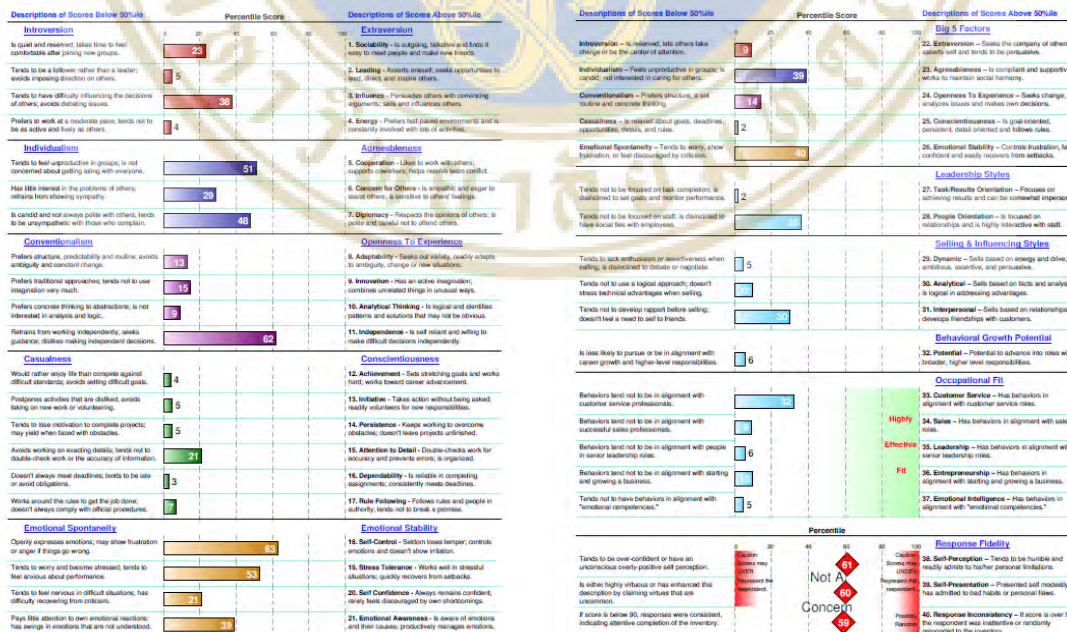 Descriptions of Scores Below 50%ile
Percentile Score
Descriptions of Scores Above 50%ile
Introversion
Extraversion
Is quiet and reserved; takes time to feel
comfortable after joining new groups.
23
1. Sociability - Is outgoing, talkative and finds it
easy to meet people and make new friends.
Tends to be a follower rather than a leader;
avoids imposing direction on others.
5
2. Leading - Asserts oneself; seeks opportunities to
lead, direct and inspire others.
Tends to have difficulty influencing the decisions
of others; avoids debating issues.
38
3. Influence - Persuades others with convincing
arguments; sells and influences others.
Prefers to work at a moderate pace; tends not to
be as active and lively as others.
4
4. Energy - Prefers fast-paced environments and is
constantly involved with lots of activities.
Individualism
Agreeableness
Tends to feel unproductive in groups; is not
concerned about getting along with everyone.
51
5. Cooperation - Likes to work with others;
supports coworkers; helps resolve team conflict.
Has little interest in the problems of others;
refrains from showing sympathy.
29
6. Concern for Others - Is empathic and eager to
assist others; is sensitive to others' feelings.
Is candid and not always polite with others; tends
to be unsympathetic with those who complain.
48
7. Diplomacy - Respects the opinions of others; is
polite and careful not to offend others.
Conventionalism
Openness To Experience
Prefers structure, predictability and routine; avoids
ambiguity and constant change.
13
8. Adaptability - Seeks out variety, readily adapts
to ambiguity, change or new situations.
Prefers traditional approaches; tends not to use
imagination very much.
15
9. Innovation - Has an active imagination;
combines unrelated things in unusual ways.
Prefers concrete thinking to abstractions; is not
interested in analysis and logic.
9
10. Analytical Thinking - Is logical and identifies
patterns and solutions that may not be obvious.
Refrains from working independently; seeks
guidance; dislikes making independent decisions.
62
11. Independence - Is self reliant and willing to
make difficult decisions independently.
Casualness
Conscientiousness
Would rather enjoy life than compete against
difficult standards; avoids setting difficult goals.
4
12. Achievement - Sets stretching goals and works
hard; works toward career advancement.
Postpones activities that are disliked, avoids
taking on new work or volunteering.
5
13. Initiative - Takes action without being asked;
readily volunteers for new responsibilities.
Tends to lose motivation to complete projects;
may yield when faced with obstacles.
5
14. Persistence - Keeps working to overcome
obstacles; doesn't leave projects unfinished.
Avoids working on exacting details; tends not to
double-check work or the accuracy of information.
21
15. Attention to Detail - Double-checks work for
accuracy and prevents errors; is organized.
Doesn't always meet deadlines; tends to be late
or avoid obligations.
3
16. Dependability - Is reliable in completing
assignments; consistently meets deadlines.
Works around the rules to get the job done;
doesn't always comply with official procedures.
7
17. Rule Following - Follows rules and people in
authority; tends not to break a promise.
Emotional Spontaneity
Emotional Stability
Openly expresses emotions; may show frustration
or anger if things go wrong.
63
18. Self-Control - Seldom loses temper; controls
emotions and doesn't show irritation.
Tends to worry and become stressed; tends to
feel anxious about performance.
53
19. Stress Tolerance - Works well in stressful
situations; quickly recovers from setbacks.
Tends to feel nervous in difficult situations; has
difficulty recovering from criticism.
21
20. Self Confidence - Always remains confident;
rarely feels discouraged by own shortcomings.
Pays little attention to own emotional reactions;
has swings in emotions that are not understood.
39
21. Emotional Awareness - Is aware of emotions
and their causes; productively manages emotions.
Descriptions of Scores Below 50%ile
Percentile Score
Descriptions of Scores Above 50%ile
Big 5 Factors
Introversion – Is reserved, lets others take
charge or be the center of attention.
9
22. Extraversion – Seeks the company of others
asserts self and tends to be persuasive.
Individualism – Feels unproductive in groups; is
candid; not interested in caring for others.
39
23. Agreeableness – Is compliant and supportive
works to maintain social harmony.
Conventionalism – Prefers structure, a set
routine and concrete thinking.
14
24. Openness To Experience – Seeks change;
analyzes issues and makes own decisions.
Casualness – Is relaxed about goals, deadlines,
opportunities, details, and rules.
2
25. Conscientiousness – Is goal-oriented,
persistent, detail oriented and follows rules.
Emotional Spontaneity – Tends to worry, show
frustration, or feel discouraged by criticism.
40
26. Emotional Stability – Controls frustration, fe
confident and easily recovers from setbacks.
Leadership Styles
Tends not to be focused on task completion; is
disinclined to set goals and monitor performance.
2
27. Task/Results Orientation – Focuses on
achieving results and can be somewhat impersona
Tends not to be focused on staff; is disinclined to
have social ties with employees.
28. People Orientation – Is focused on
relationships and is highly interactive with staff.
Selling & Influencing Styles
Tends to lack enthusiasm or assertiveness when
selling; is disinclined to debate or negotiate.
5
29. Dynamic – Sells based on energy and drive;
ambitious, assertive, and persuasive.
Tends not to use a logical approach; doesn't
stress technical advantages when selling.
30. Analytical – Sells based on facts and analysi
is logical in addressing advantages.
Tends not to develop rapport before selling;
doesn't feel a need to sell to friends.
30
31. Interpersonal – Sells based on relationships
develops friendships with customers.
Behavioral Growth Potential
Is less likely to pursue or be in alignment with
career growth and higher-level responsibilities.
6
32. Potential – Potential to advance into roles wi
broader, higher level responsibilities.
Occupational Fit
Behaviors tend not to be in alignment with
customer service professionals.
32
33. Customer Service – Has behaviors in
alignment with customer service roles.
Behaviors tend not to be in alignment with
successful sales professionals.
Highly
34. Sales – Has behaviors in alignment with sales
roles.
Behaviors tend not to be in alignment with people
in senior leadership roles.
6
Effective
35. Leadership – Has behaviors in alignment wit
senior leadership roles.
Behaviors tend not to be in alignment with starting
and growing a business.
Fit
36. Entrepreneurship – Has behaviors in
alignment with starting and growing a business.
Tends not to have behaviors in alignment with
"emotional competencies."
5
37. Emotional Intelligence – Has behaviors in
alignment with "emotional competencies."
Percentile
0 20 40 60 80 100
Response Fidelity
Tends to be over-confident or have an
unconscious overly-positive self perception.
Caution:
Scores may
OVER
Represent the
respondent.
61
Caution:
Scores may
UNDER
38. Self-Perception – Tends to be humble and
readily admits to his/her personal limitations.
Not A
Is either highly virtuous or has enhanced this
description by claiming virtues that are
uncommon.
60
39. Self-Presentation – Presented self modestly
has admitted to bad habits or personal flaws.
Concern
If score is below 90, responses were consistent,
indicating attentive completion of the inventory.
59
Possibly
Random
40. Response Inconsistency – If score is over 9
the respondent was inattentive or randomly
responded to the inventory.